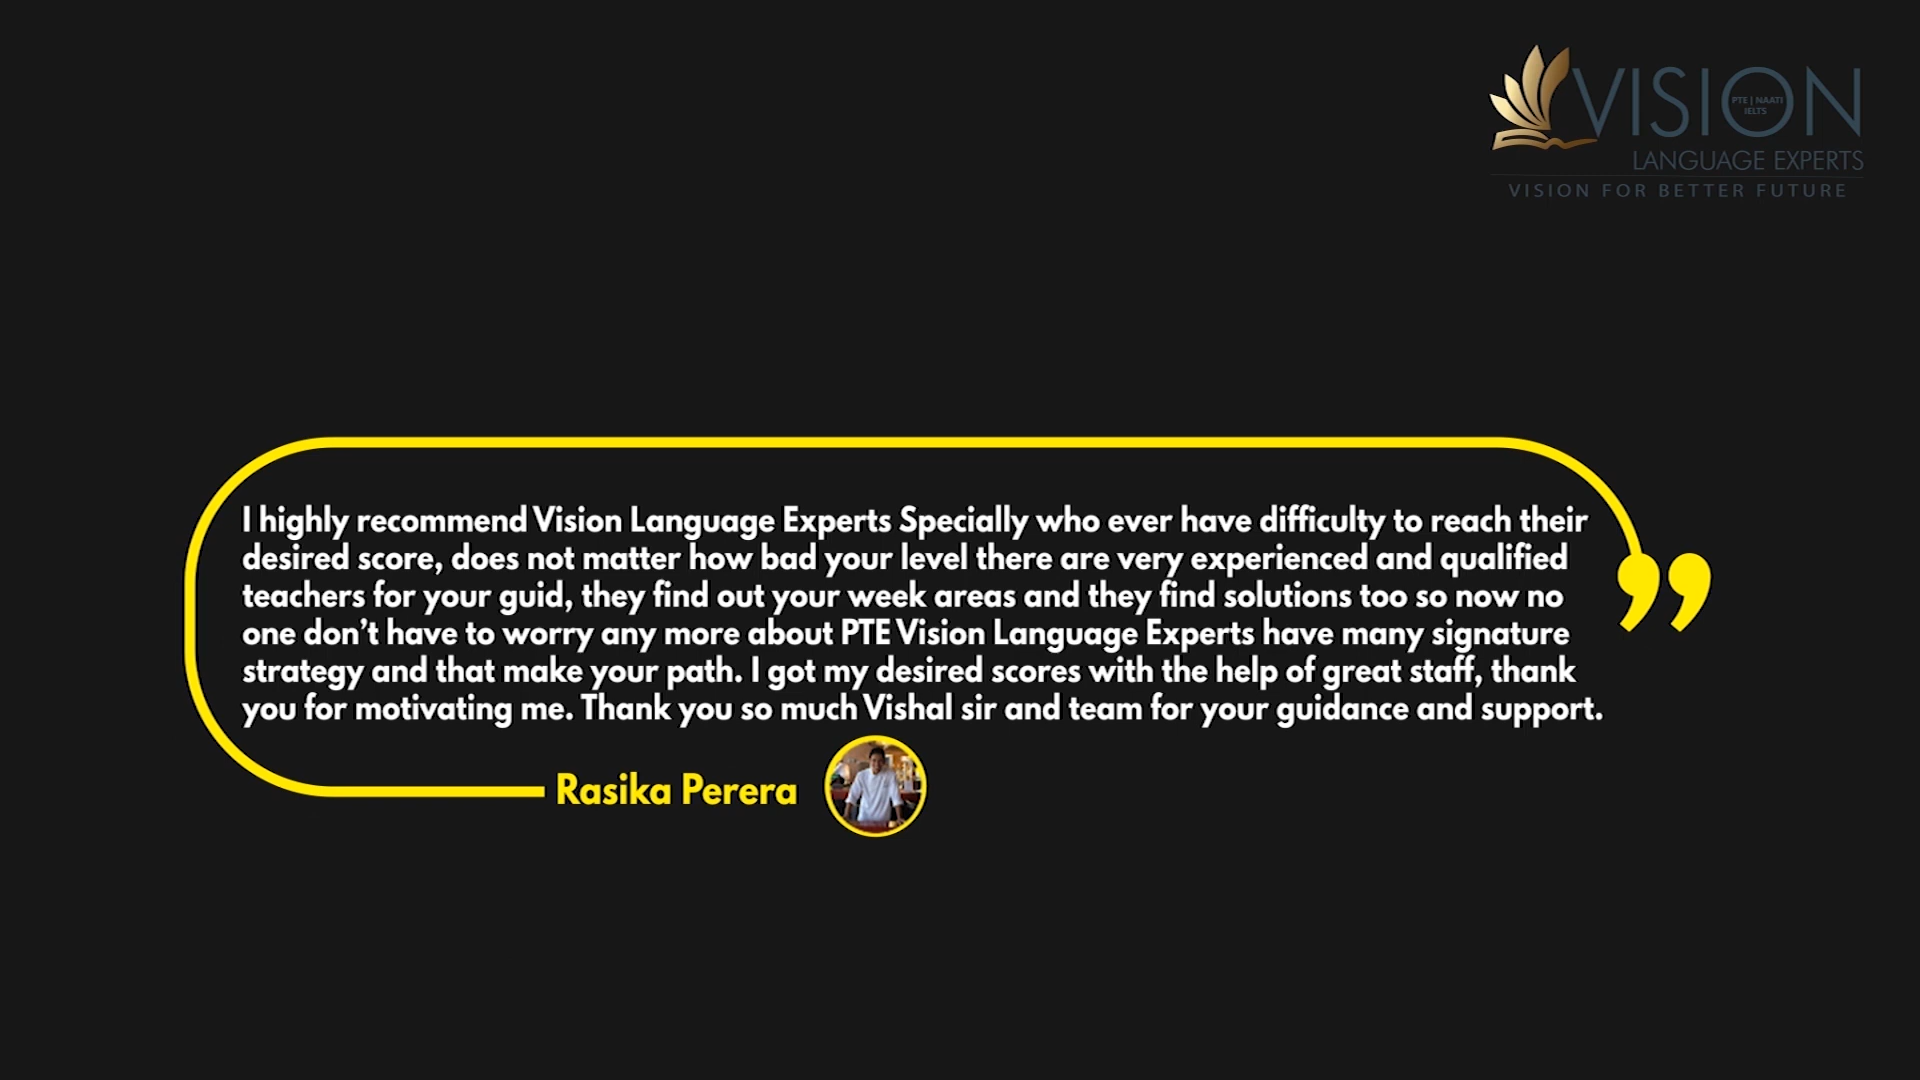 VISION
PTE | NAATI
IELTS
LANGUAGE EXPERTS
VISION FOR BETTER FUTURE
I highly recommend Vision Language Experts Specially who ever have difficulty to reach their
desired score, does not matter how bad your level there are very experienced and qualified
teachers for your guid, they find out your week areas and they find solutions too so now no
one don’t have to worry any more about PTE Vision Language Experts have many signature
strategy and that make your path. I got my desired scores with the help of great staff, thank
you for motivating me. Thank you so much Vishal sir and team for your guidance and support.
”
Rasika Perera